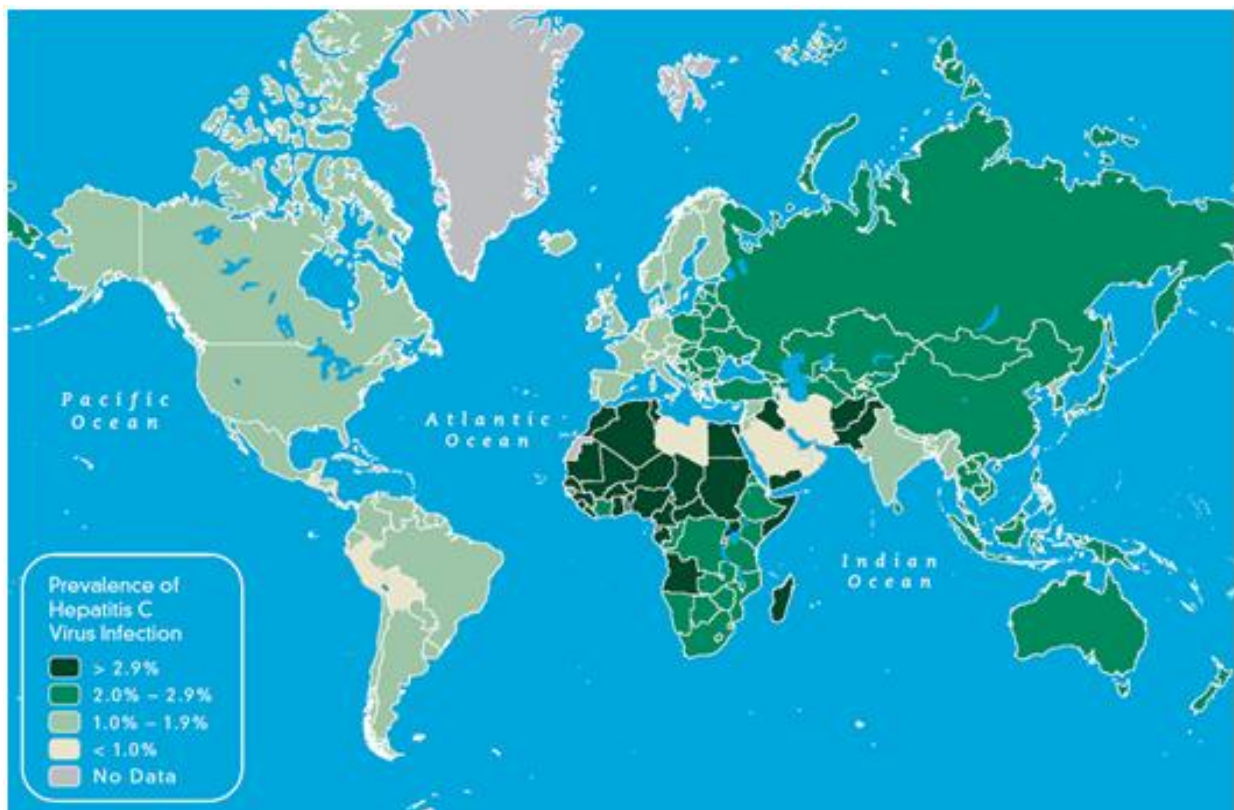 Pacific
Ocean
Atlantic
Ocean
Indian
Ocean
Prevalence of
Hepatitis C
Virus Infection
> 2.9%
2.0% – 2.9%
1.0% – 1.9%
< 1.0%
No Data